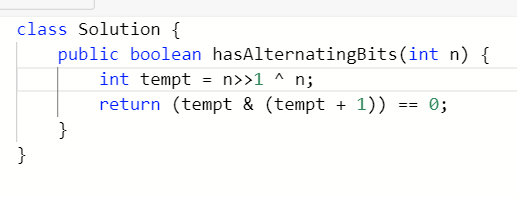 class Solution {
    public boolean hasAlternatingBits(int n) {
        int tempt = n>>1 ^ n;
        return (tempt & (tempt + 1)) == 0;
    }
}